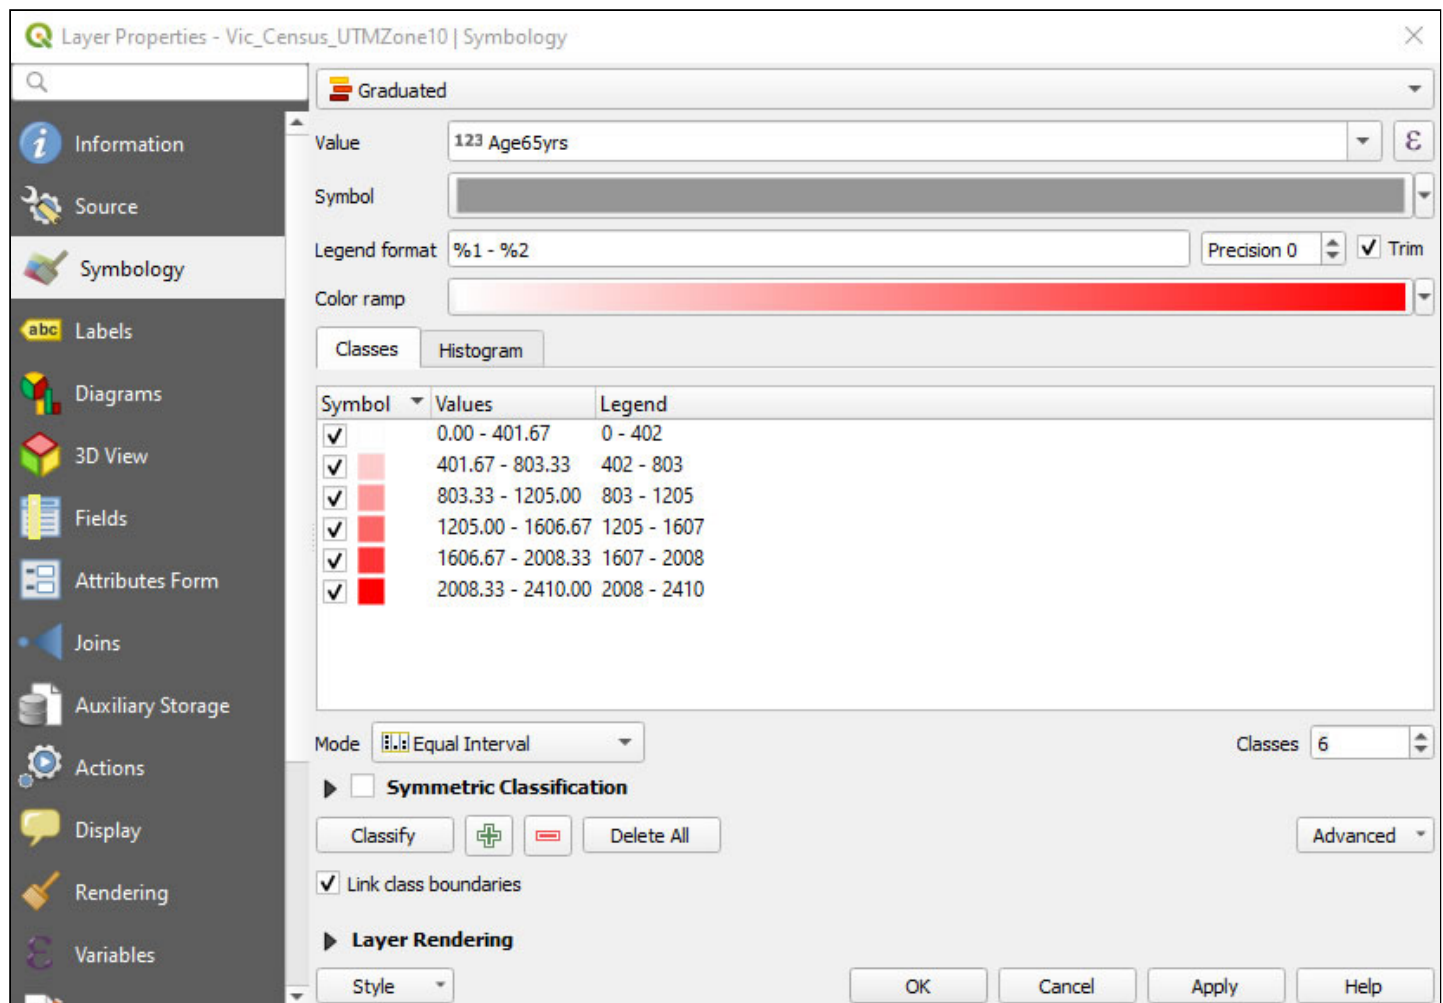 Layer Properties - Vic_Census_UTMZone10 | Symbology
Information
Source
Symbology
Labels
Diagrams
3D View
Fields
Attributes Form
Joins
Auxiliary Storage
Actions
Display
Rendering
Variables
Graduated
Value 123 Age65yrs ε
Symbol
Legend format %1 - %2 Precision 0 Trim
Color ramp
Classes Histogram
Symbol Values Legend
0.00 - 401.67 0 - 402
401.67 - 803.33 402 - 803
803.33 - 1205.00 803 - 1205
1205.00 - 1606.67 1205 - 1607
1606.67 - 2008.33 1607 - 2008
2008.33 - 2410.00 2008 - 2410
Mode Equal Interval Classes 6
Symmetric Classification
Classify Delete All Advanced
Link class boundaries
Layer Rendering
Style OK Cancel Apply Help
abc